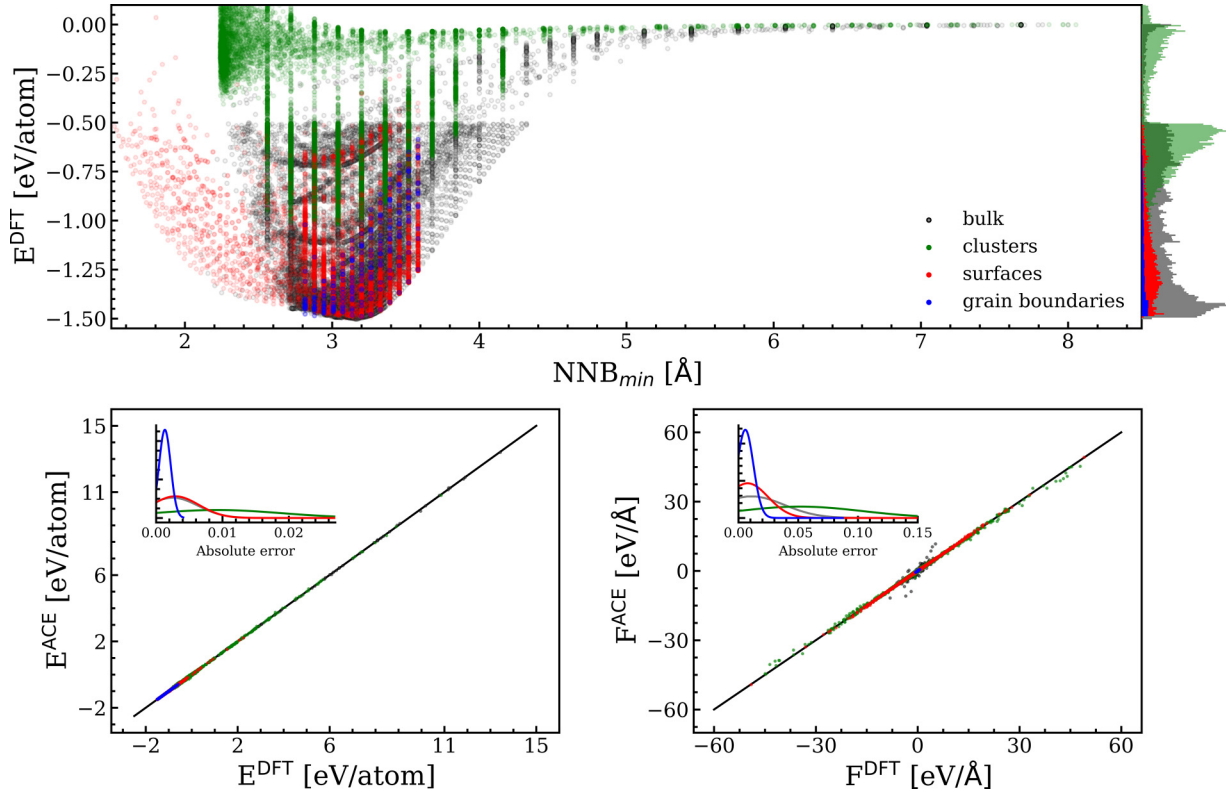 0.00
−0.25
−0.50
−0.75
−1.00
−1.25
−1.50
E^DFT [eV/atom]
bulk
clusters
surfaces
grain boundaries
2 3 4 5 6 7 8
NNB_min [Å]
15
11
6
2
−2
E^ACE [eV/atom]
0.00 0.01 0.02
Absolute error
−2 2 6 11 15
E^DFT [eV/atom]
60
30
0
−30
−60
F^ACE [eV/Å]
0.00 0.05 0.10 0.15
Absolute error
−60 −30 0 30 60
F^DFT [eV/Å]